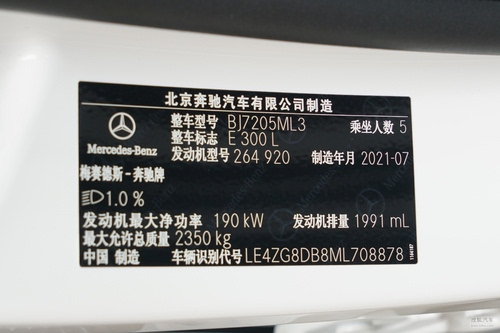 北京奔驰汽车有限公司制造
整车型号 BJ7205ML3 乘坐人数 5
整车标志 E 300 L
Mercedes-Benz 发动机型号 264 920 制造年月 2021-07
梅赛德斯-奔驰牌
1.0 %
发动机最大净功率 190 kW 发动机排量 1991 mL
最大允许总质量 2350 kg
中国 制造 车辆识别代号 LE4ZG8DB8ML708878